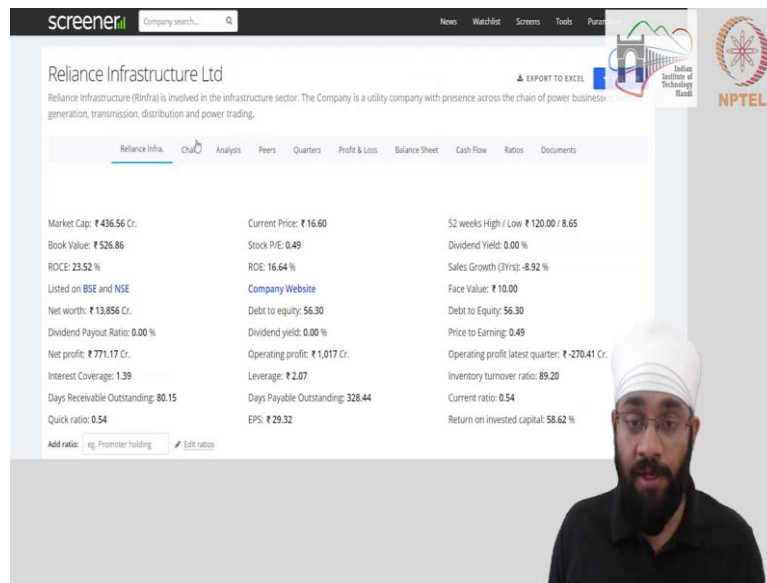 screener
Company search...
News Watchlist Screens Tools
Indian
Institute of
Technology
Mandi
NPTEL
Reliance Infrastructure Ltd
EXPORT TO EXCEL
Reliance Infrastructure (RInfra) is involved in the infrastructure sector. The Company is a utility company with presence across the chain of power
generation, transmission, distribution and power trading.
Reliance Infra. Analysis Peers Quarters Profit & Loss Balance Sheet Cash Flow Ratios Documents
Market Cap: ₹ 436.56 Cr. Current Price: ₹ 16.60 52 weeks High / Low ₹ 120.00 / 8.65
Book Value: ₹ 526.86 Stock P/E: 0.49 Dividend Yield: 0.00 %
ROCE: 23.52 % ROE: 16.64 % Sales Growth (3Yrs): -8.92 %
Listed on BSE and NSE Company Website Face Value: ₹ 10.00
Net worth: ₹ 13,856 Cr. Debt to equity: 56.30 Debt to Equity: 56.30
Dividend Payout Ratio: 0.00 % Dividend yield: 0.00 % Price to Earning: 0.49
Net profit: ₹ 771.17 Cr. Operating profit: ₹ 1,017 Cr. Operating profit latest quarter: ₹ -270.41 Cr.
Interest Coverage: 1.39 Leverage: ₹ 2.07 Inventory turnover ratio: 89.20
Days Receivable Outstanding: 80.15 Days Payable Outstanding: 328.44 Current ratio: 0.54
Quick ratio: 0.54 EPS: ₹ 29.32 Return on invested capital: 58.62 %
Add ratio: eg. Promoter holding Edit ratios